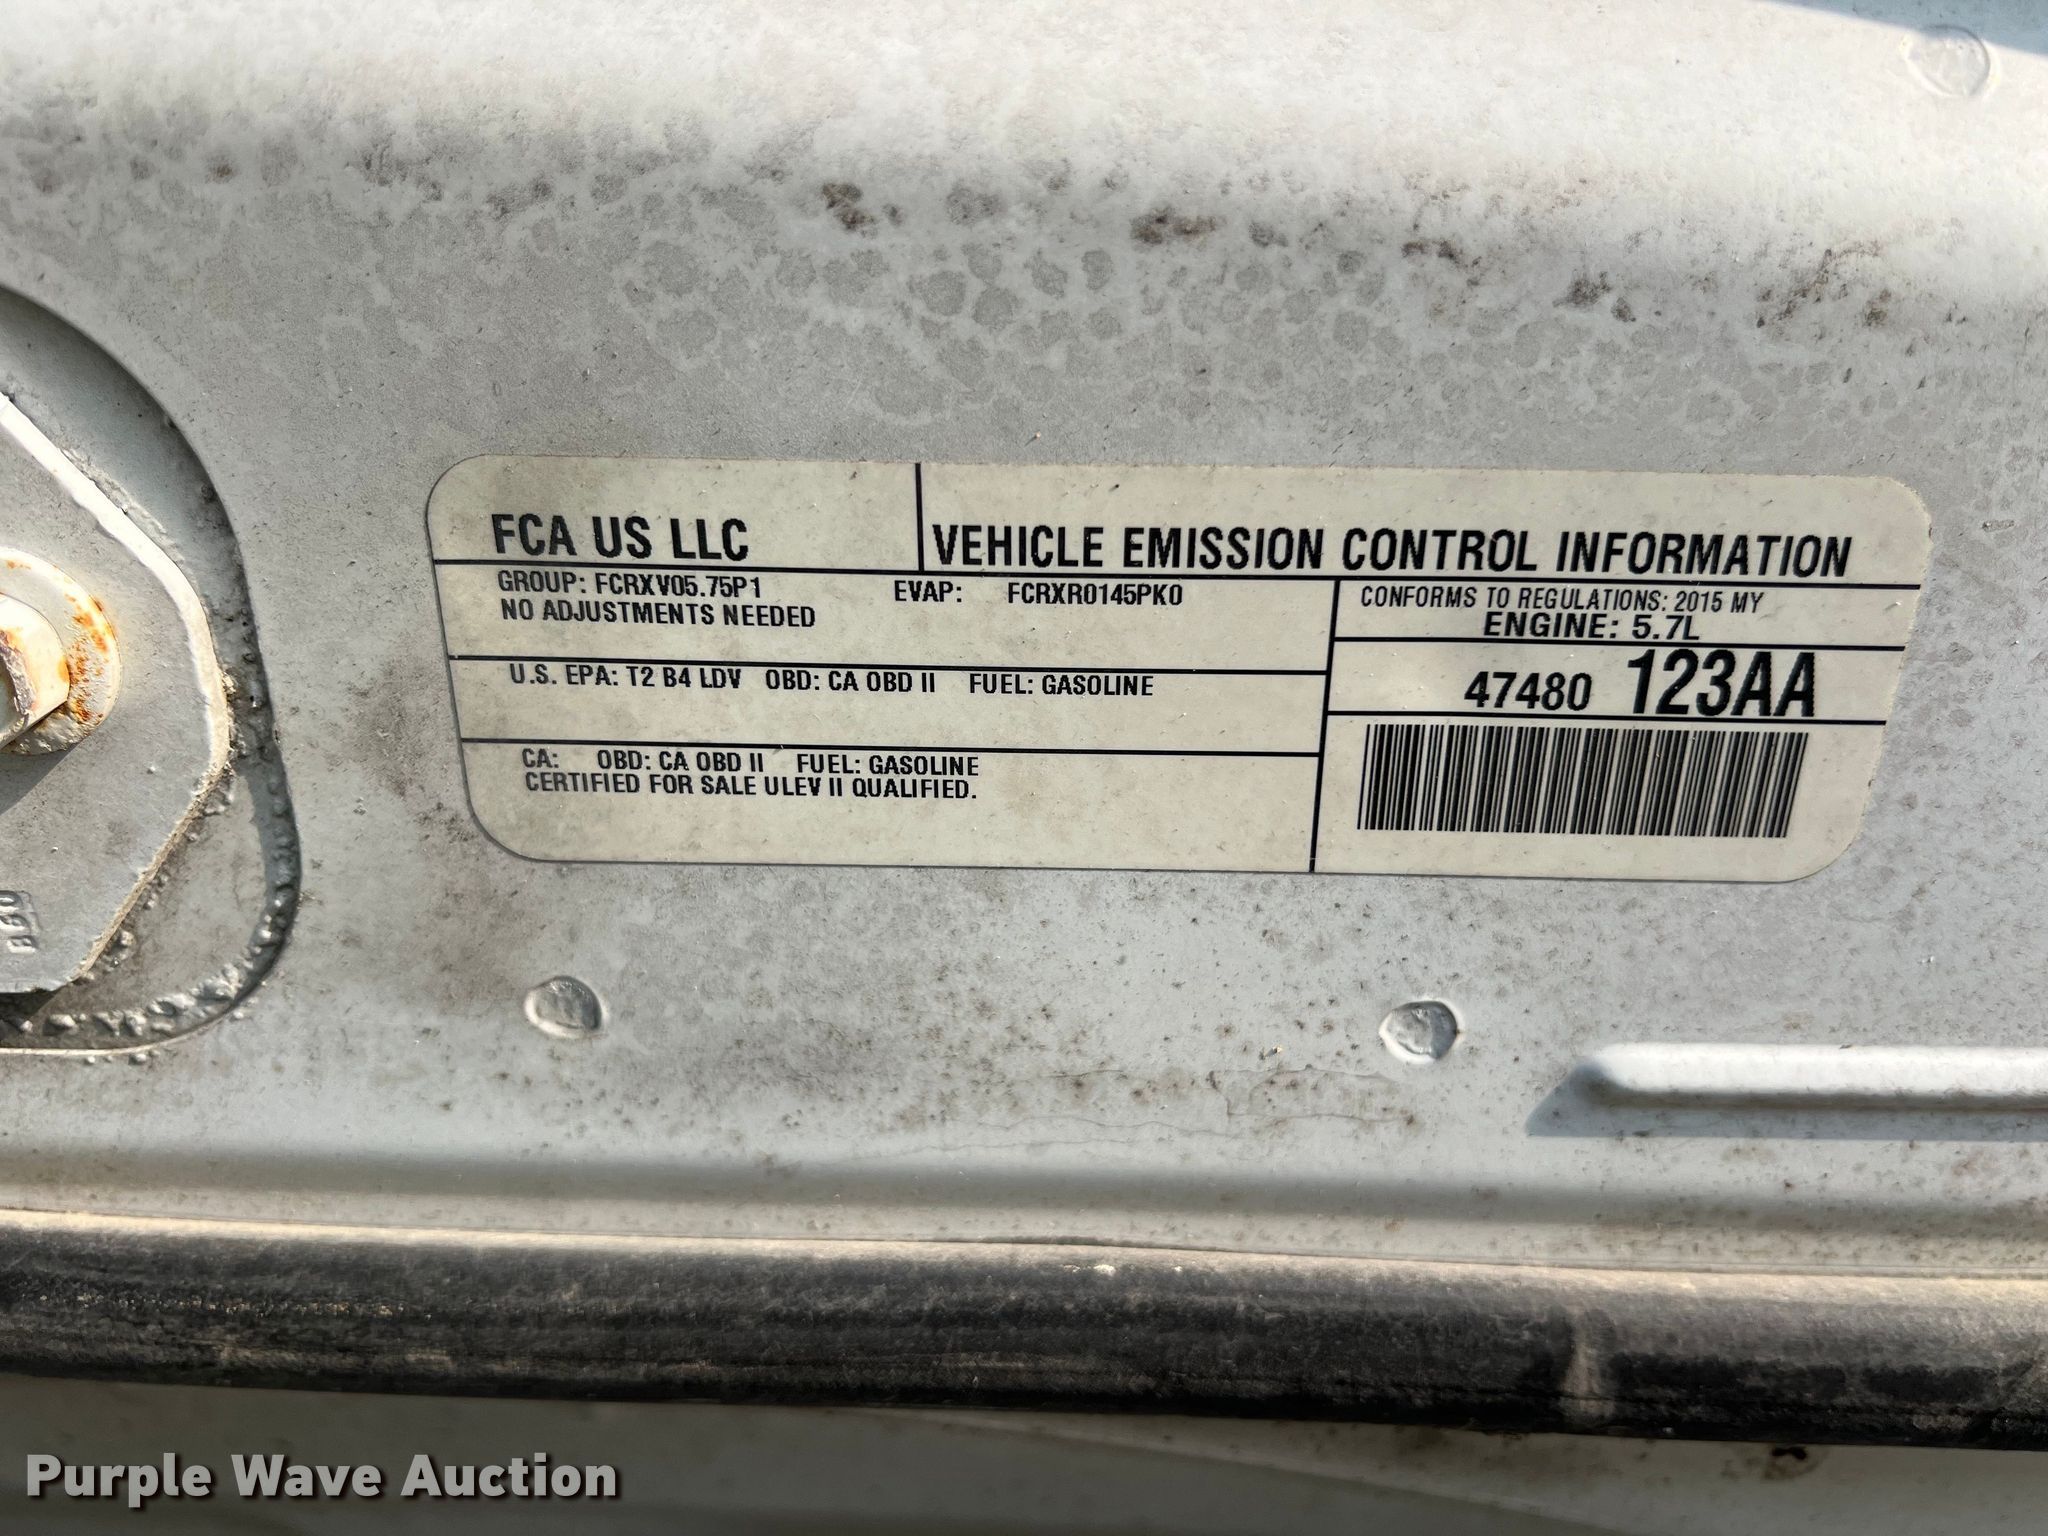 FCA US LLC
VEHICLE EMISSION CONTROL INFORMATION
GROUP: FCRXV05.75P1 EVAP: FCRXR0145PK0
NO ADJUSTMENTS NEEDED
CONFORMS TO REGULATIONS: 2015 MY
ENGINE: 5.7L
U.S. EPA: T2 B4 LDV OBD: CA OBD II FUEL: GASOLINE
47480 123AA
CA: OBD: CA OBD II FUEL: GASOLINE
CERTIFIED FOR SALE ULEV II QUALIFIED.
Purple Wave Auction